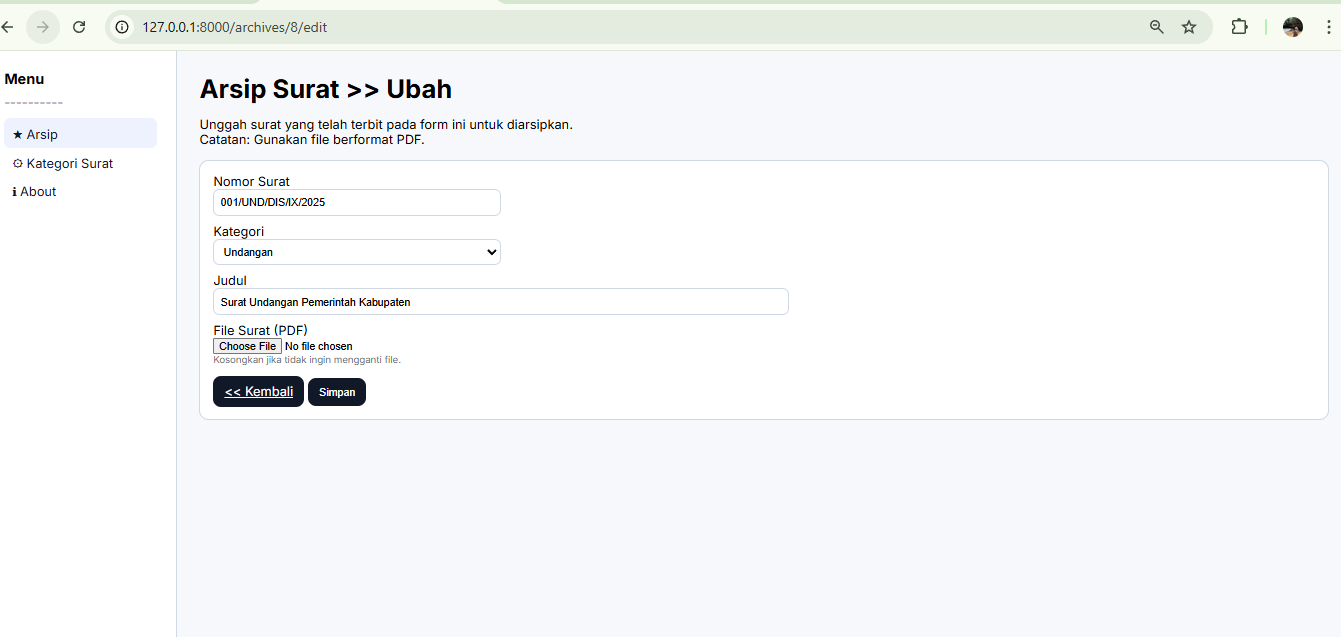 127.0.0.1:8000/archives/8/edit
Menu
----------
★ Arsip
⚙ Kategori Surat
ℹ About
Arsip Surat >> Ubah
Unggah surat yang telah terbit pada form ini untuk diarsipkan.
Catatan: Gunakan file berformat PDF.
Nomor Surat
001/UND/DIS/IX/2025
Kategori
Undangan
Judul
Surat Undangan Pemerintah Kabupaten
File Surat (PDF)
Choose File No file chosen
Kosongkan jika tidak ingin mengganti file.
<< Kembali Simpan